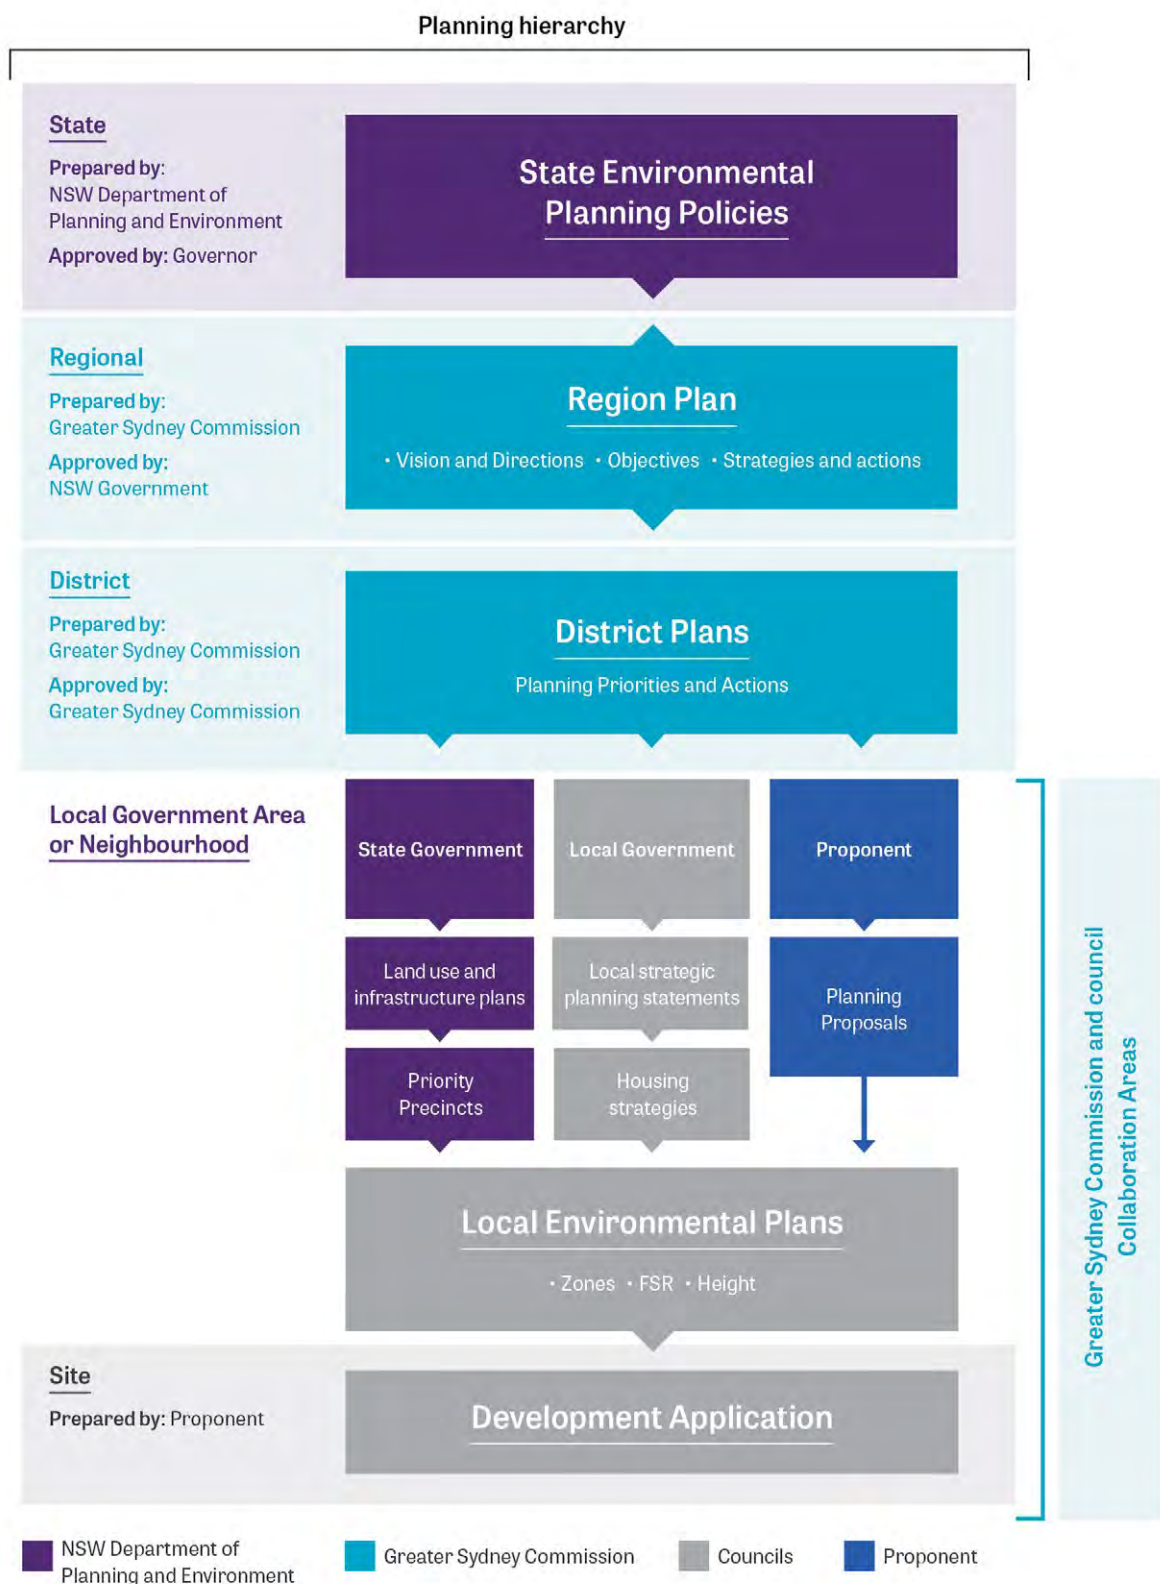 Planning hierarchy
State
Prepared by:
NSW Department of
Planning and Environment
Approved by: Governor
State Environmental
Planning Policies
Regional
Prepared by:
Greater Sydney Commission
Approved by:
NSW Government
Region Plan
• Vision and Directions • Objectives • Strategies and actions
District
Prepared by:
Greater Sydney Commission
Approved by:
Greater Sydney Commission
District Plans
Planning Priorities and Actions
Local Government Area
or Neighbourhood
State Government
Local Government
Proponent
Land use and
infrastructure plans
Local strategic
planning statements
Planning
Proposals
Priority
Precincts
Housing
strategies
Local Environmental Plans
• Zones • FSR • Height
Greater Sydney Commission and council
Collaboration Areas
Site
Prepared by: Proponent
Development Application
NSW Department of
Planning and Environment
Greater Sydney Commission
Councils
Proponent